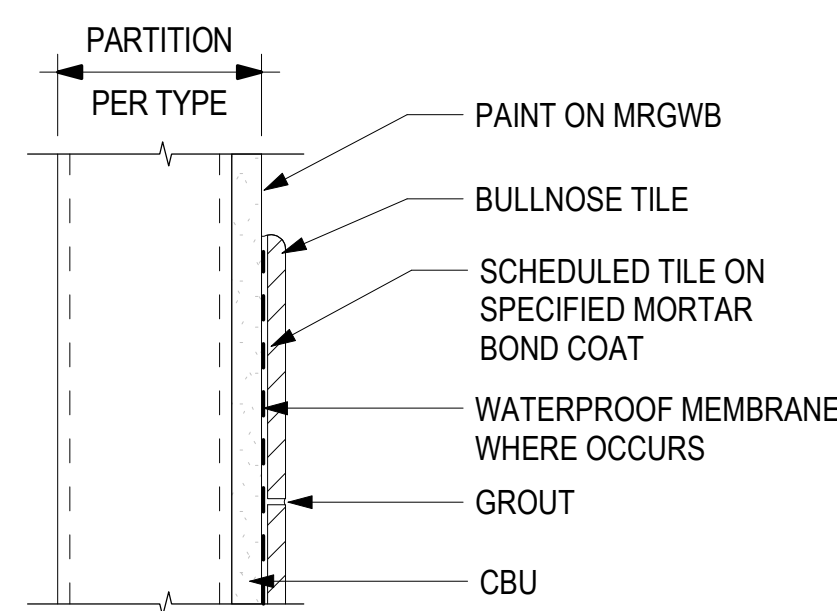 PARTITION
PER TYPE
PAINT ON MRGWB
BULLNOSE TILE
SCHEDULED TILE ON
SPECIFIED MORTAR
BOND COAT
WATERPROOF MEMBRANE
WHERE OCCURS
GROUT
CBU